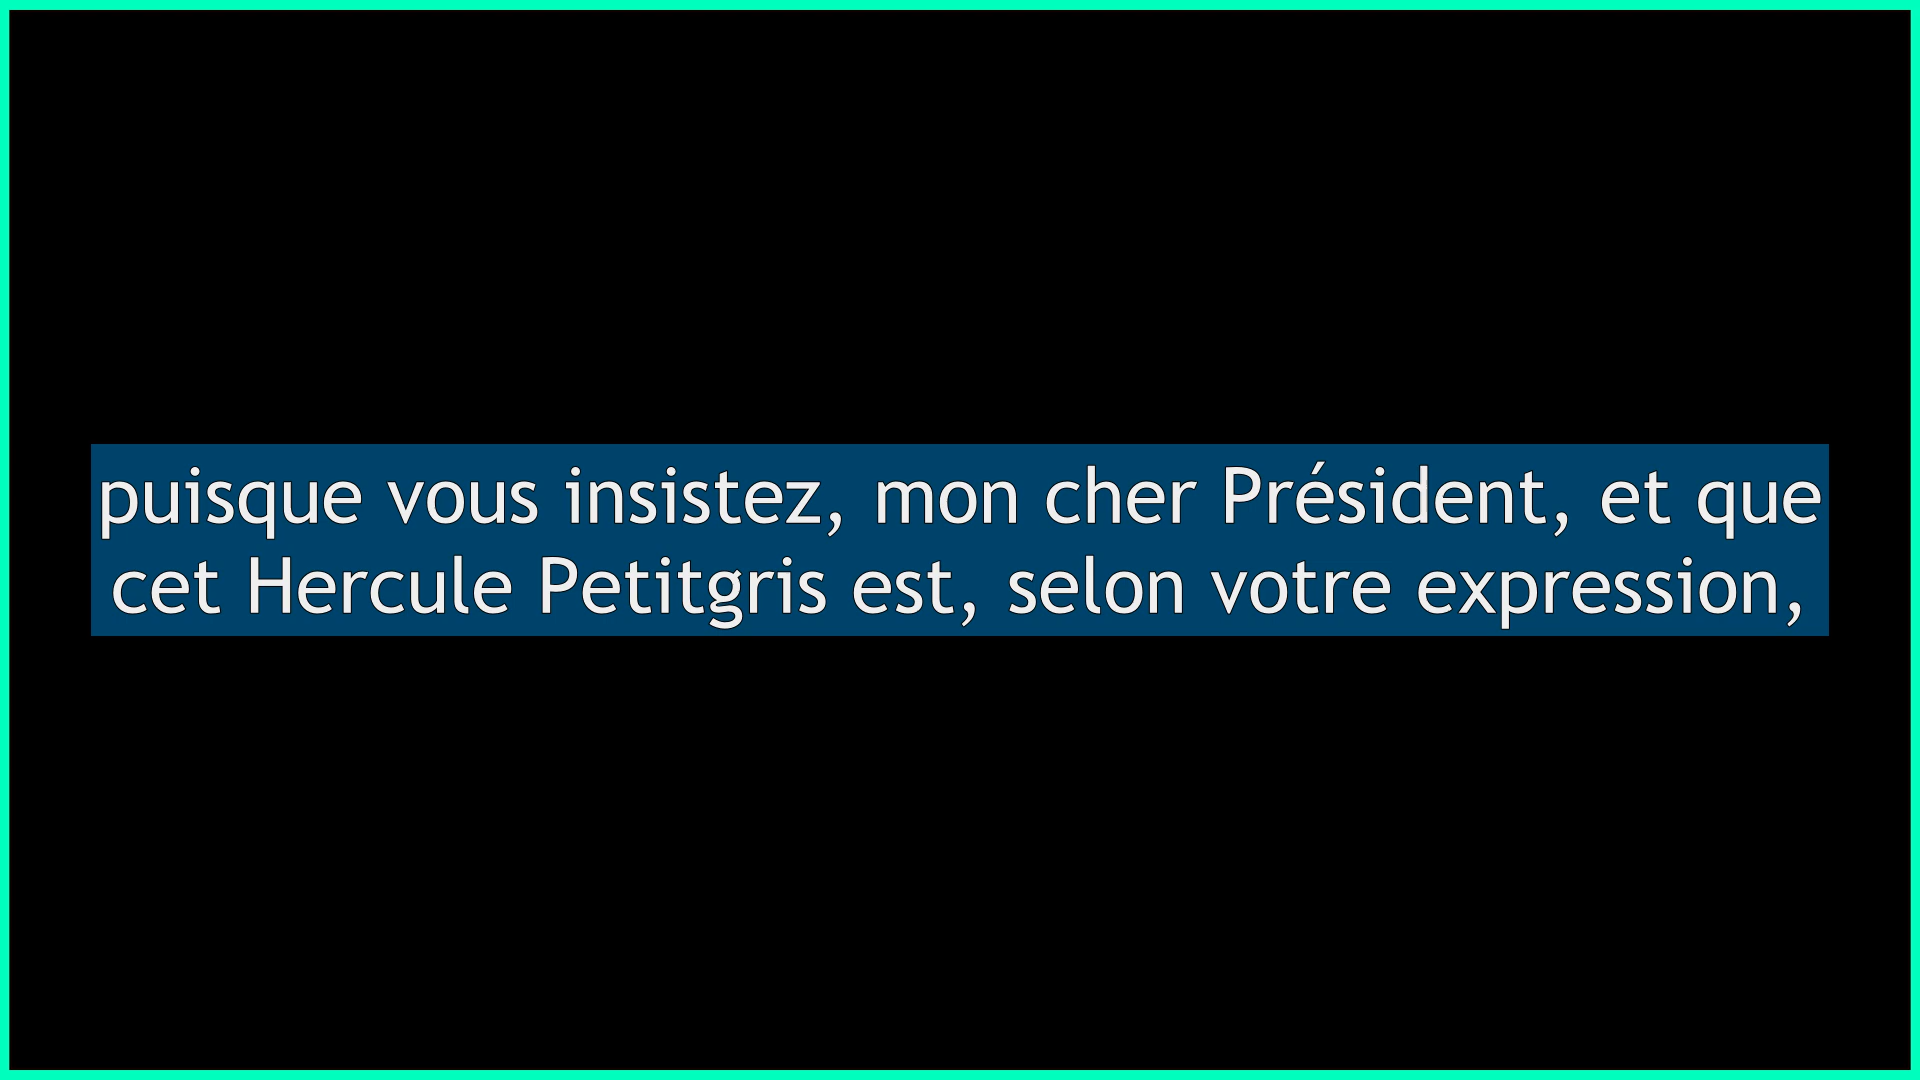 puisque vous insistez, mon cher Président, et que
cet Hercule Petitgris est, selon votre expression,